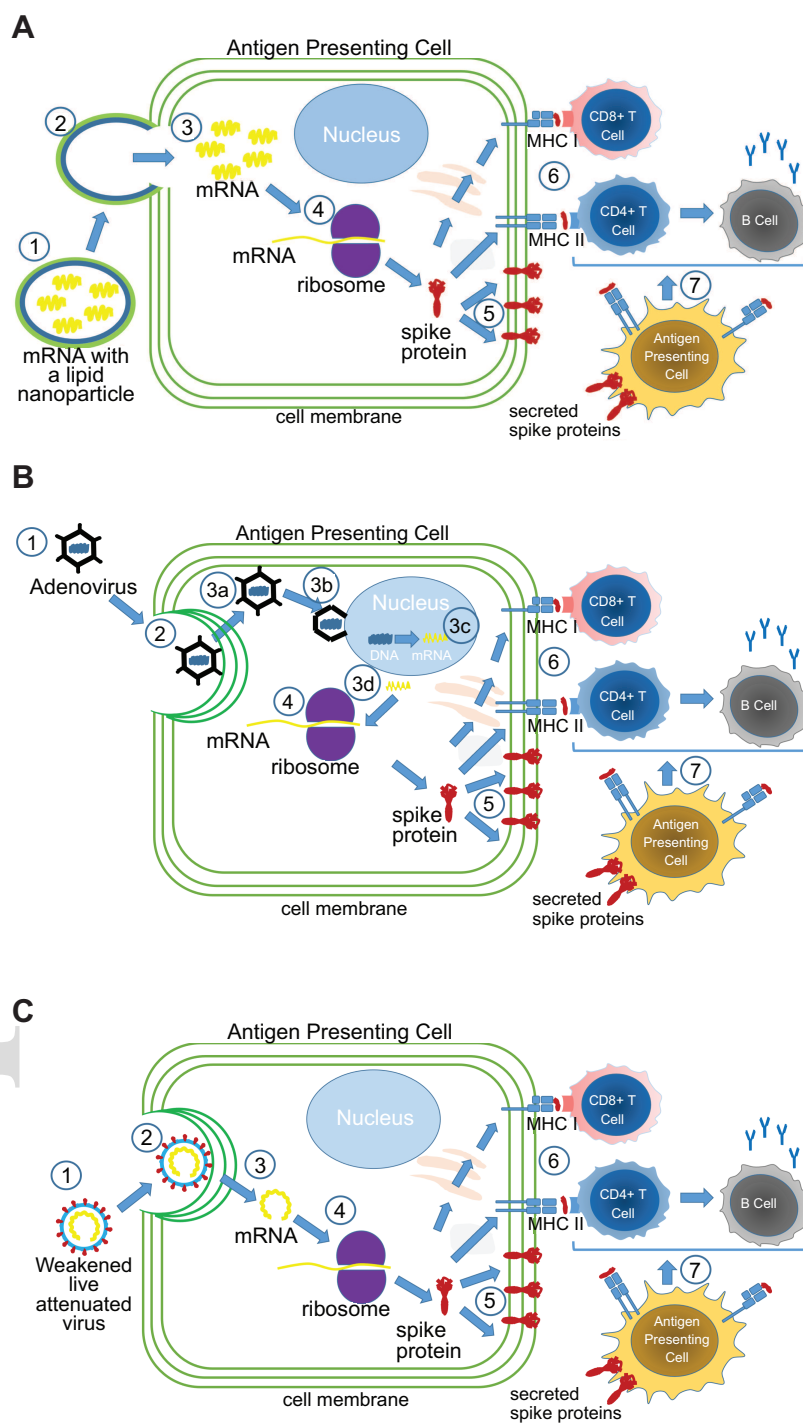 A
Antigen Presenting Cell
2
3
Nucleus
CD8+ T
Cell
MHC I
mRNA
6
4
1
CD4+ T
Cell
B Cell
mRNA
MHC II
ribosome
7
5
spike
protein
Antigen
Presenting
Cell
mRNA with
a lipid
nanoparticle
cell membrane
secreted
spike proteins
B
Antigen Presenting Cell
1
Adenovirus
3a
3b
CD8+ T
Cell
Nucleus
3c
MHC I
2
DNA
mRNA
6
3d
4
CD4+ T
Cell
B Cell
mRNA
MHC II
ribosome
7
5
spike
protein
Antigen
Presenting
Cell
cell membrane
secreted
spike proteins
C
Antigen Presenting Cell
CD8+ T
Cell
Nucleus
MHC I
2
6
1
3
4
CD4+ T
Cell
B Cell
mRNA
MHC II
Weakened
live
attenuated
virus
ribosome
7
5
spike
protein
Antigen
Presenting
Cell
cell membrane
secreted
spike proteins